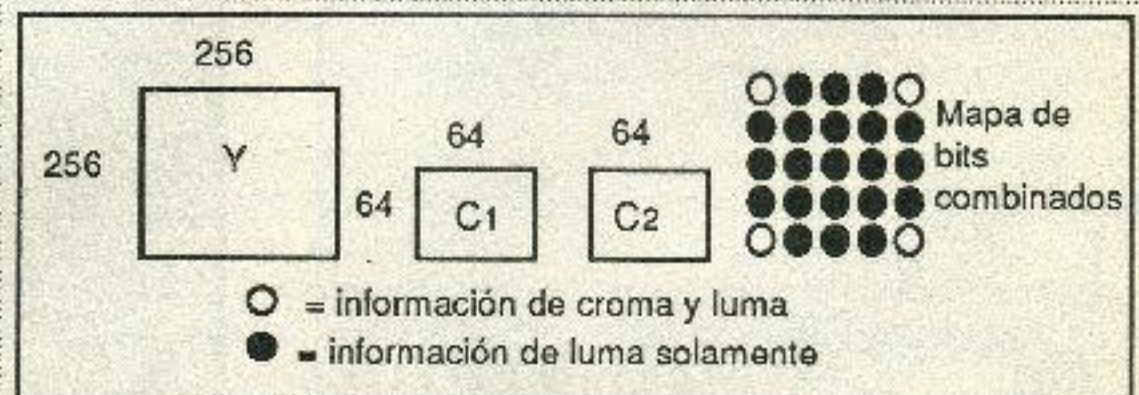 256
256
Y
64
64
C1
64
C2
Mapa de
bits
combinados
= información de croma y luma
= información de luma solamente